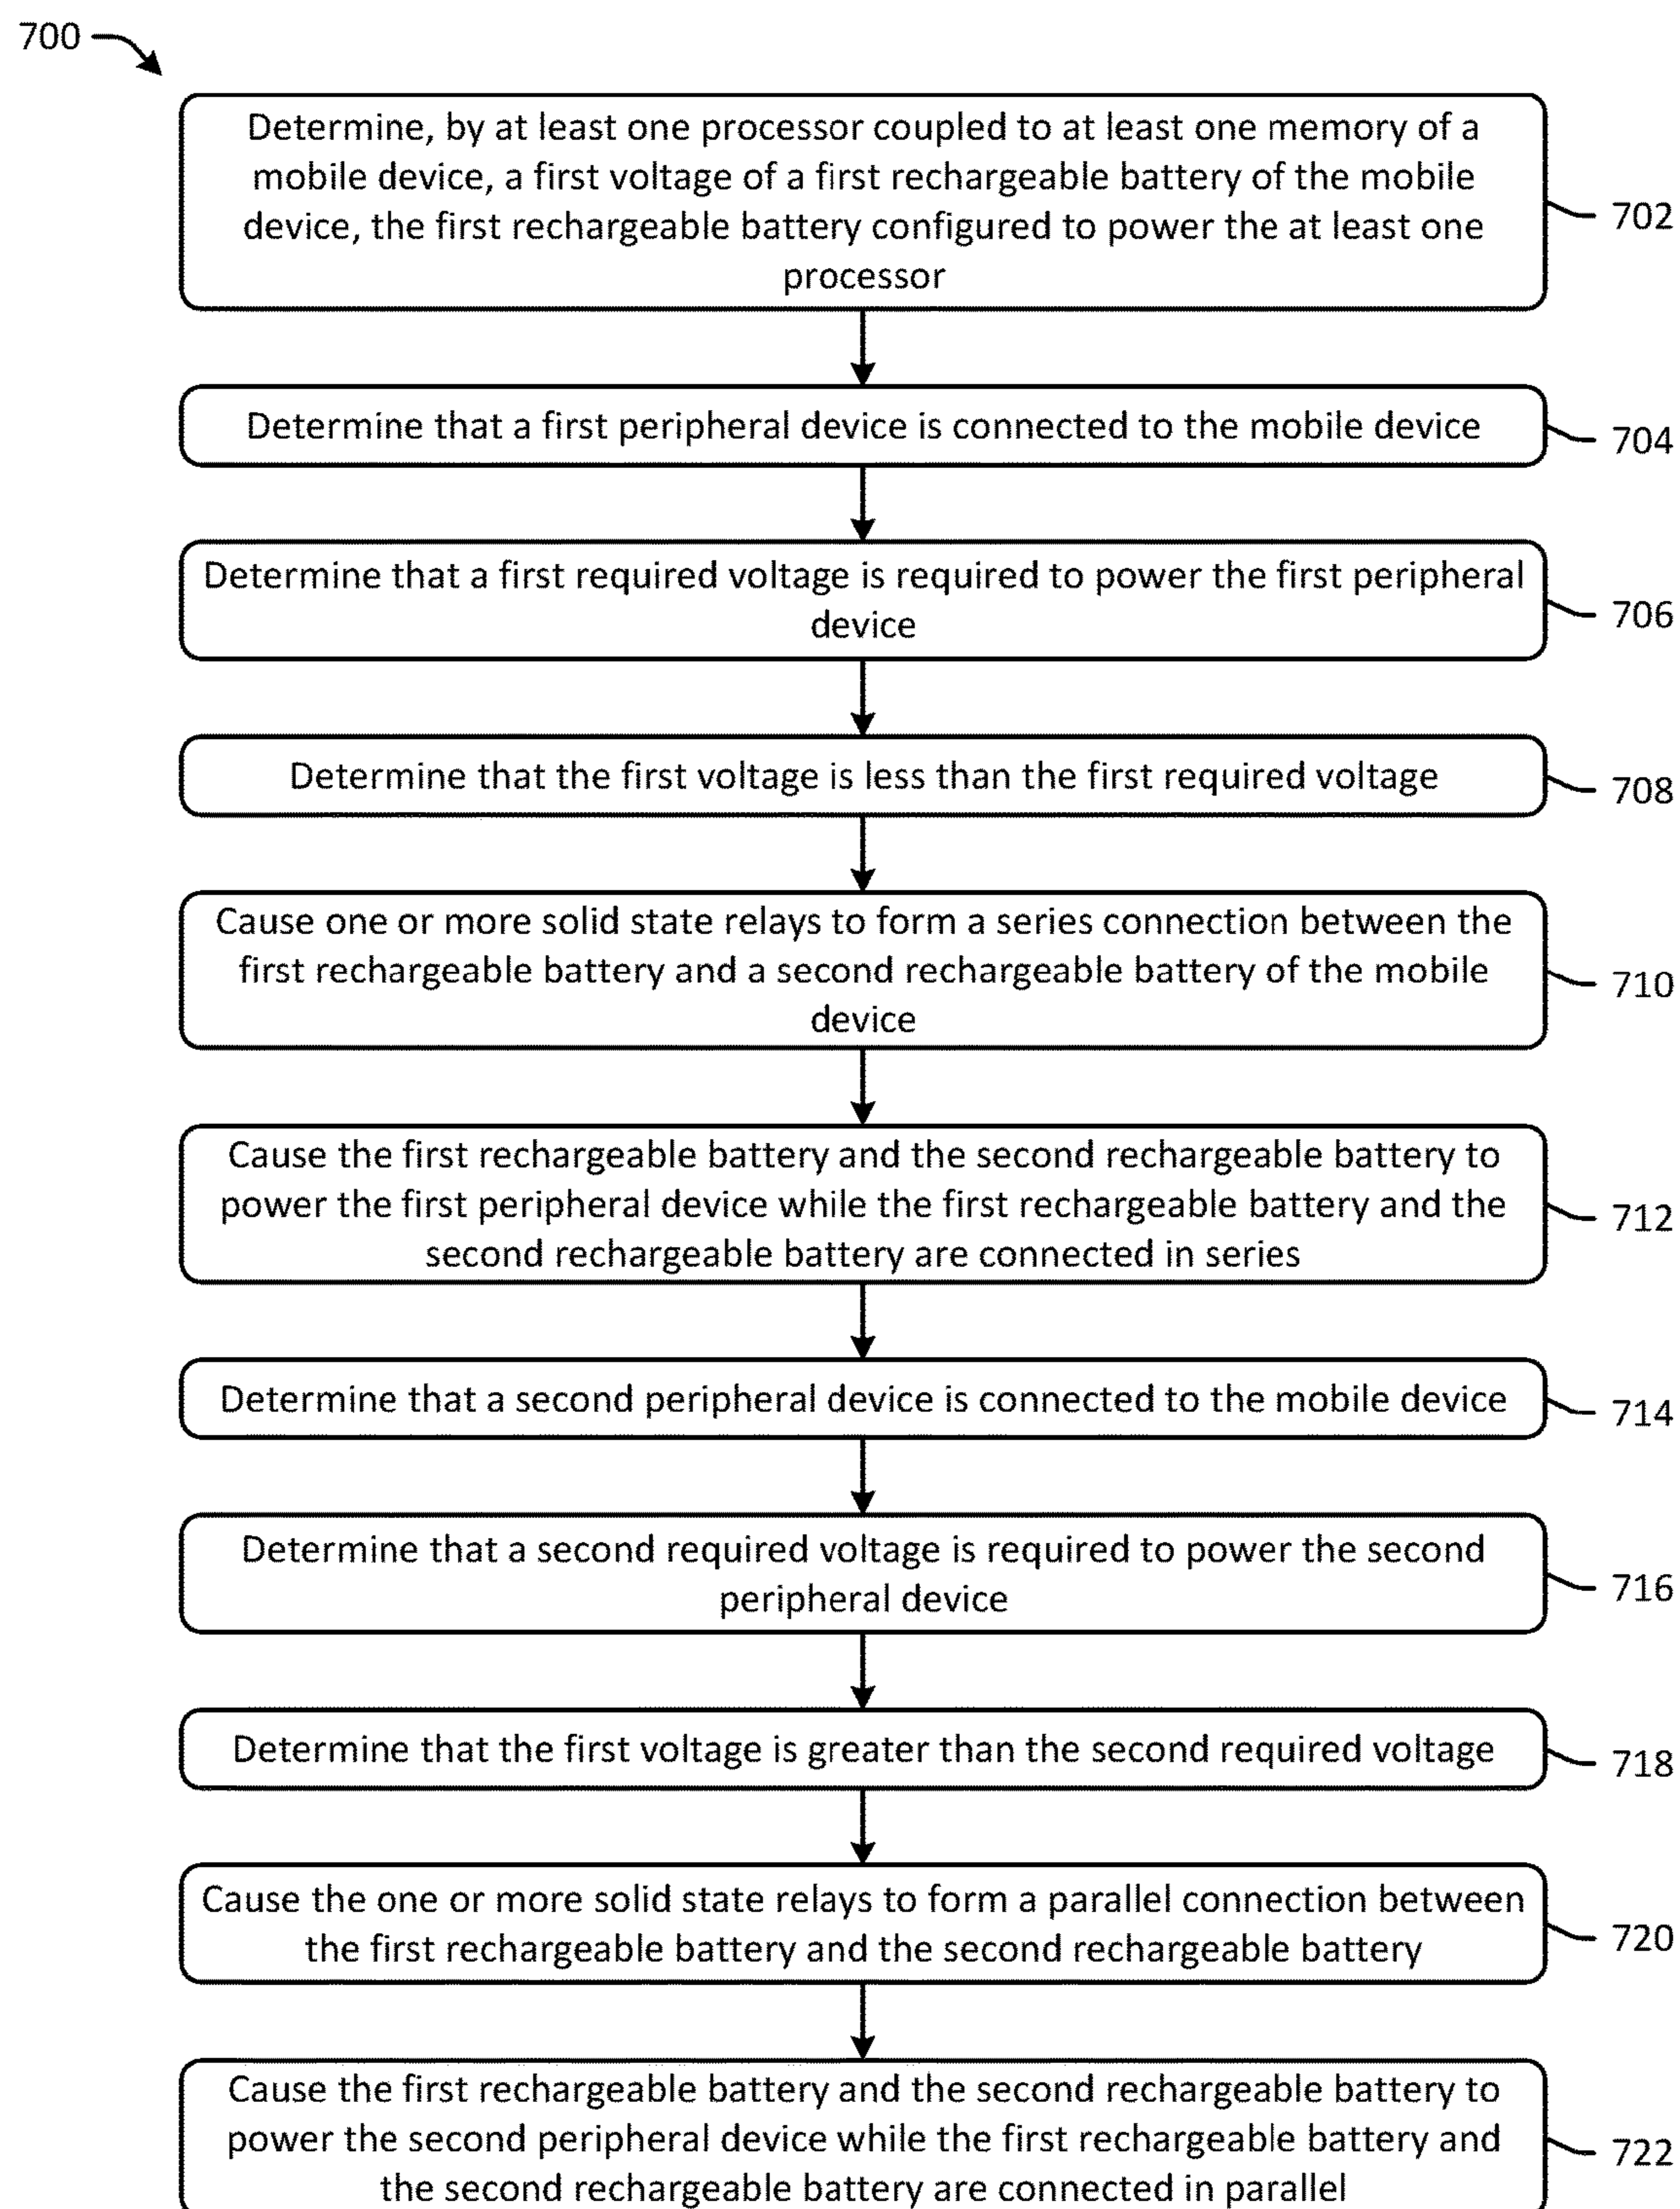 700
Determine, by at least one processor coupled to at least one memory of a
mobile device, a first voltage of a first rechargeable battery of the mobile
device, the first rechargeable battery configured to power the at least one
processor
702
Determine that a first peripheral device is connected to the mobile device
704
Determine that a first required voltage is required to power the first peripheral
device
706
Determine that the first voltage is less than the first required voltage
708
Cause one or more solid state relays to form a series connection between the
first rechargeable battery and a second rechargeable battery of the mobile
device
710
Cause the first rechargeable battery and the second rechargeable battery to
power the first peripheral device while the first rechargeable battery and the
second rechargeable battery are connected in series
712
Determine that a second peripheral device is connected to the mobile device
714
Determine that a second required voltage is required to power the second
peripheral device
716
Determine that the first voltage is greater than the second required voltage
718
Cause the one or more solid state relays to form a parallel connection between
the first rechargeable battery and the second rechargeable battery
720
Cause the first rechargeable battery and the second rechargeable battery to
power the second peripheral device while the first rechargeable battery and
the second rechargeable battery are connected in parallel
722